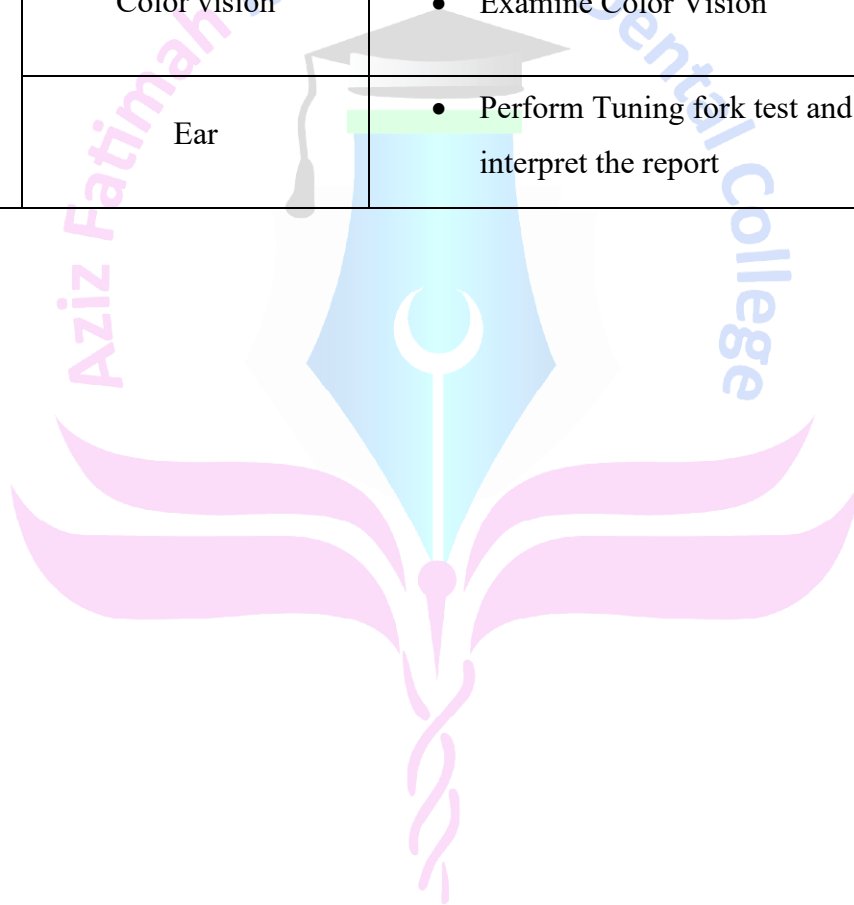 Color vision
• Examine Color Vision
Ear
• Perform Tuning fork test and
interpret the report
Aziz Fatimah
Dental College